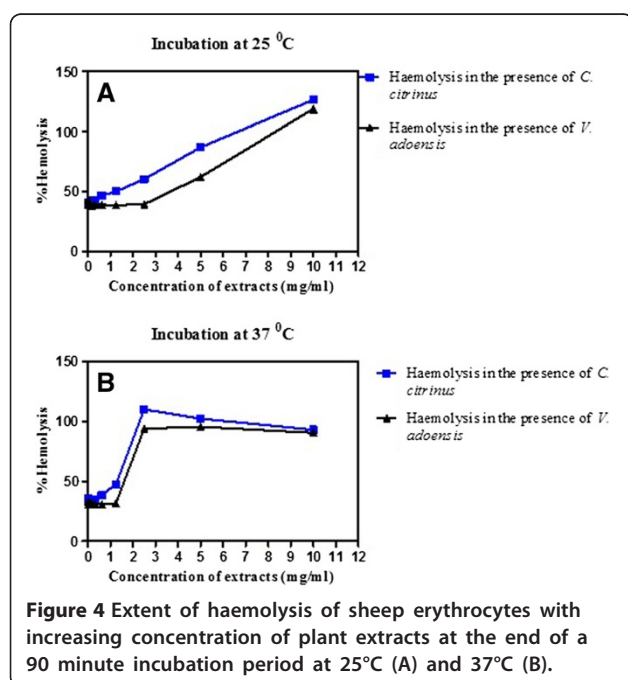 Incubation at 25 ⁰C
150
100
50
0
%Hemolysis
A
0 1 2 3 4 5 6 7 8 9 10 11 12
Concentration of extracts (mg/ml)
Haemolysis in the presence of C.
citrinus
Haemolysis in the presence of V.
adoensis
Incubation at 37 ⁰C
150
100
50
0
%Hemolysis
B
0 1 2 3 4 5 6 7 8 9 10 11 12
Concentration of extracts (mg/ml)
Haemolysis in the presence of C.
citrinus
Haemolysis in the presence of V.
adoensis
Figure 4 Extent of haemolysis of sheep erythrocytes with
increasing concentration of plant extracts at the end of a
90 minute incubation period at 25°C (A) and 37°C (B).